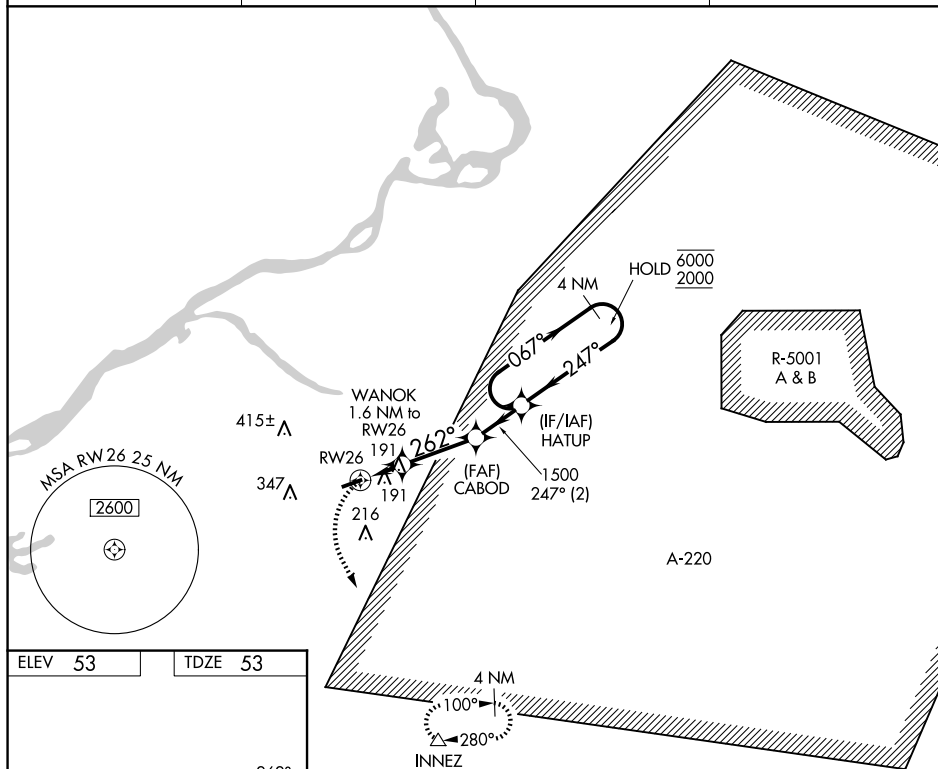 6000
HOLD 2000
4 NM
067°
247°
R-5001
A & B
WANOK
1.6 NM to
RW26
415±
191
262°
(IF/IAF)
HATUP
MSA RW 26 25 NM
RW26
347
191
(FAF)
CABOD
1500
247° (2)
2600
216
A-220
ELEV 53
TDZE 53
4 NM
100°
280°
INNEZ